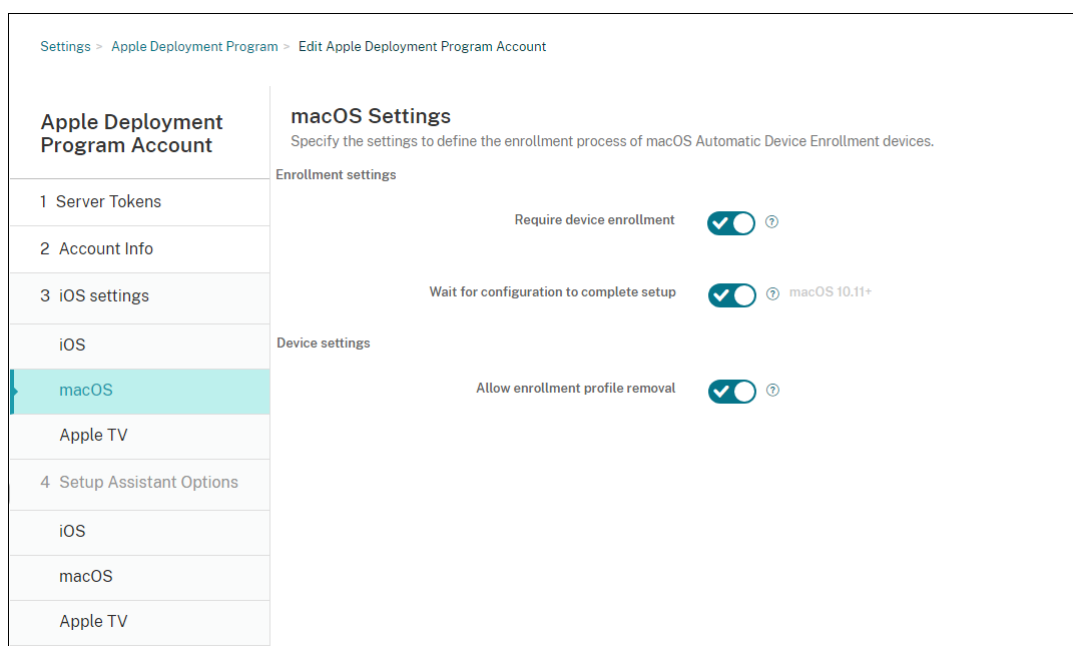 Settings > Apple Deployment Program > Edit Apple Deployment Program Account
Apple Deployment
Program Account
1 Server Tokens
2 Account Info
3 iOS settings
iOS
macOS
Apple TV
4 Setup Assistant Options
iOS
macOS
Apple TV
macOS Settings
Specify the settings to define the enrollment process of macOS Automatic Device Enrollment devices.
Enrollment settings
Require device enrollment ?
Wait for configuration to complete setup ? macOS 10.11+
Device settings
Allow enrollment profile removal ?